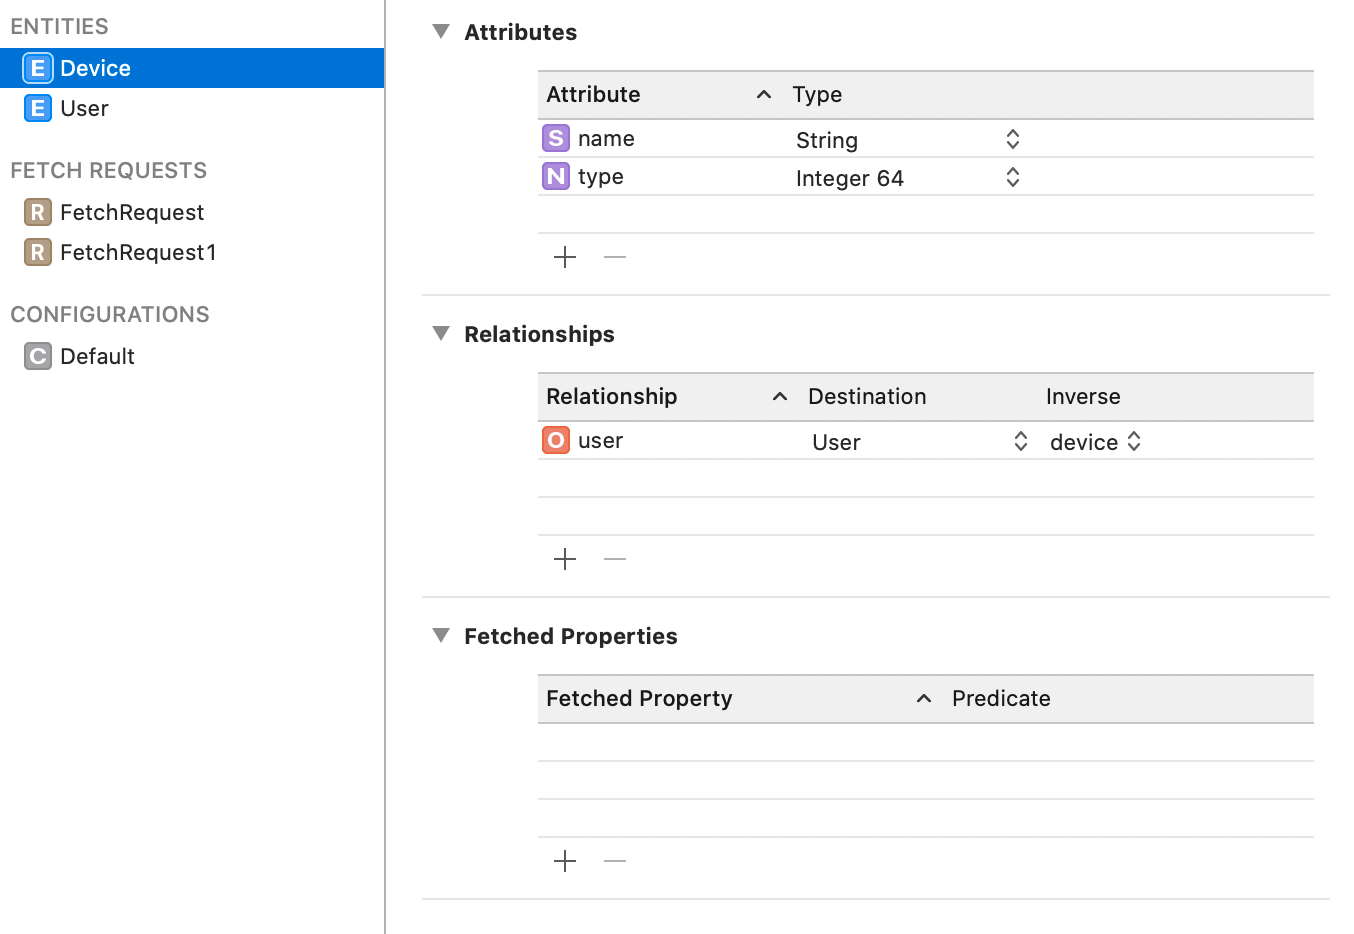 ENTITIES
E Device
E User
FETCH REQUESTS
R FetchRequest
R FetchRequest1
CONFIGURATIONS
C Default
Attributes
Attribute Type
S name String
N type Integer 64
Relationships
Relationship Destination Inverse
O user User device
Fetched Properties
Fetched Property Predicate